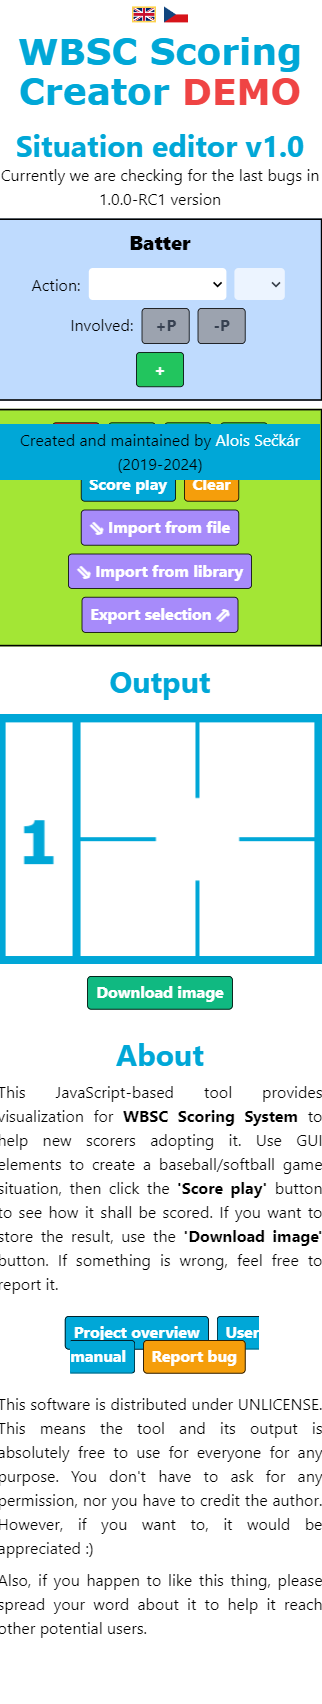 WBSC Scoring
Creator DEMO
Situation editor v1.0
Currently we are checking for the last bugs in
1.0.0-RC1 version
Batter
Action:
Involved: +P -P
+
Created and maintained by Alois Sečkár
(2019-2024)
Score play Clear
⇘ Import from file
⇘ Import from library
Export selection ⇗
Output
1
Download image
About
This JavaScript-based tool provides
visualization for WBSC Scoring System to
help new scorers adopting it. Use GUI
elements to create a baseball/softball game
situation, then click the 'Score play' button
to see how it shall be scored. If you want to
store the result, use the 'Download image'
button. If something is wrong, feel free to
report it.
Project overview User
manual Report bug
This software is distributed under UNLICENSE.
This means the tool and its output is
absolutely free to use for everyone for any
purpose. You don't have to ask for any
permission, nor you have to credit the author.
However, if you want to, it would be
appreciated :)
Also, if you happen to like this thing, please
spread your word about it to help it reach
other potential users.